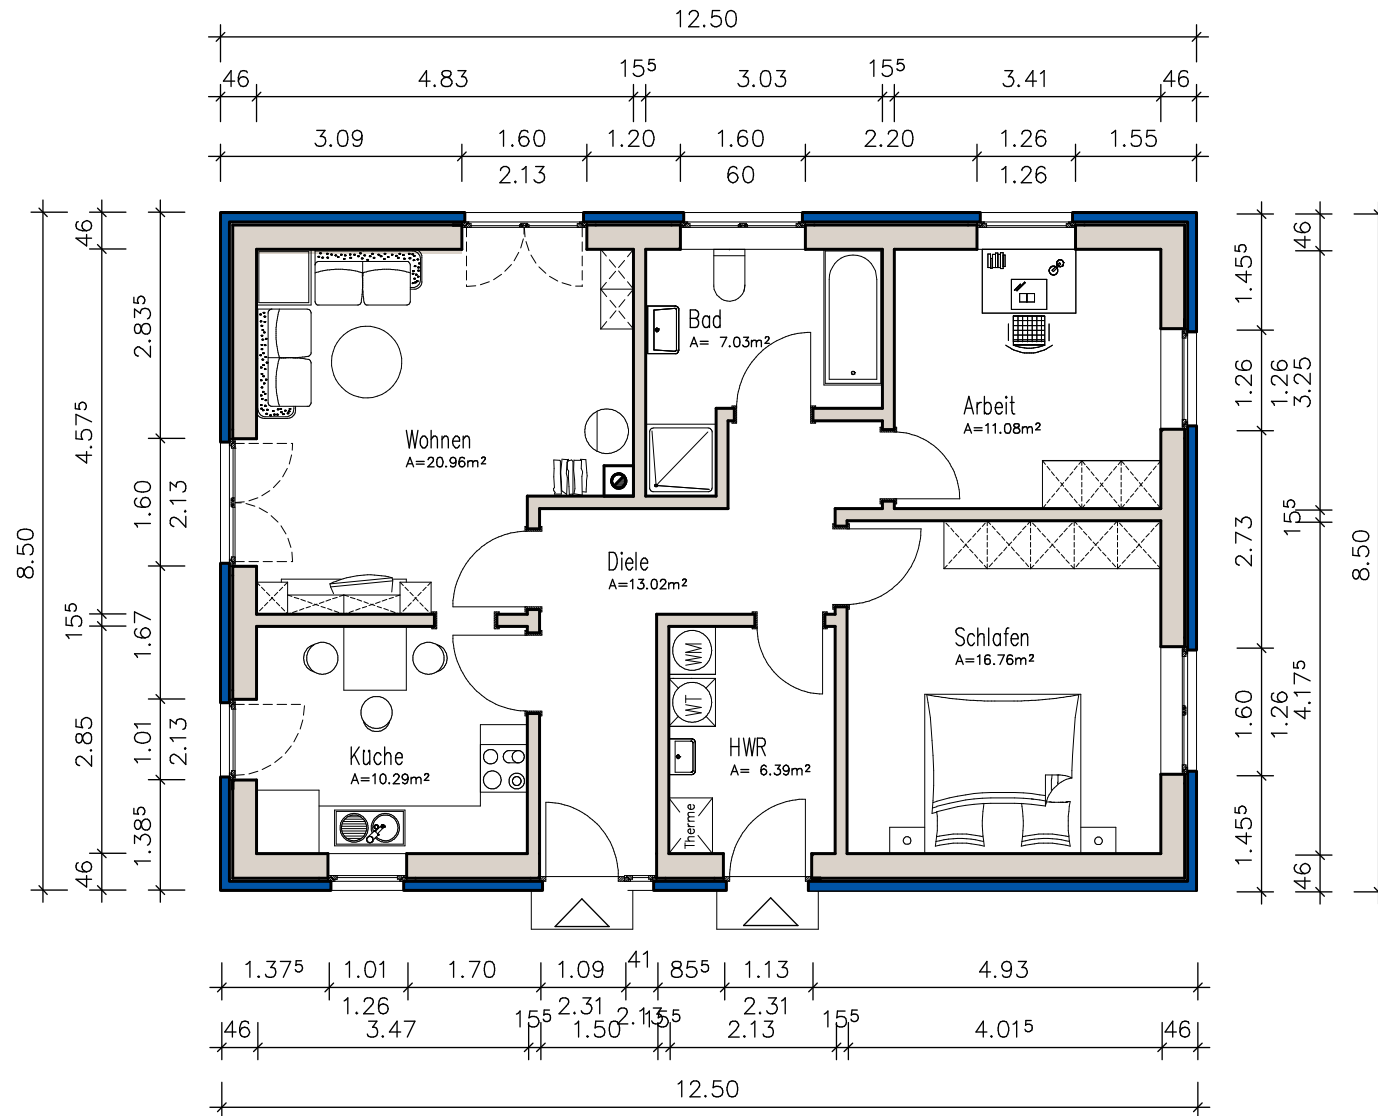 12.50
46 4.83 15⁵ 3.03 15⁵ 3.41 46
3.09 1.60 1.20 1.60 2.20 1.26 1.55
2.13 60 1.26
8.50
46 4.57⁵ 15⁵ 2.85 46
2.83⁵ 1.60 1.67 1.01 1.38⁵
2.13 2.13
Wohnen
A=20.96m²
Bad
A= 7.03m²
Arbeit
A=11.08m²
Diele
A=13.02m²
Schlafen
A=16.76m²
Küche
A=10.29m²
HWR
A= 6.39m²
WM
WT
Therme
1.45⁵ 1.26 2.73 1.60 1.45⁵
1.26 1.26
46 3.25 15⁵ 4.17⁵ 46
8.50
1.37⁵ 1.01 1.70 1.09 41 85⁵ 1.13 4.93
1.26 2.31 2.13 2.31
46 3.47 15⁵ 1.50 15⁵ 2.13 15⁵ 4.01⁵ 46
12.50